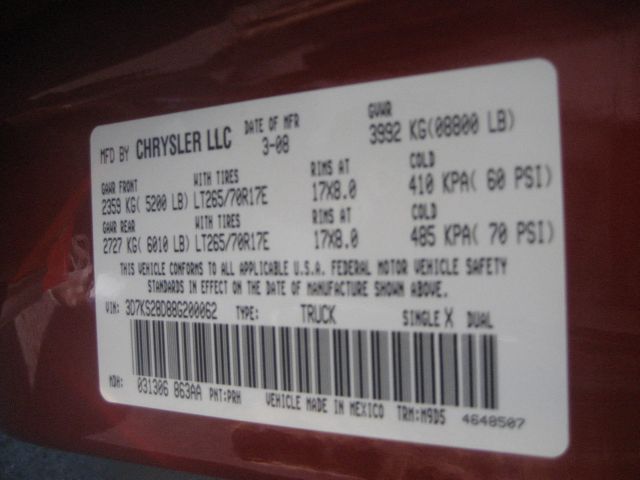 MFD BY CHRYSLER LLC DATE OF MFR 3-08 GVWR 3992 KG(08800 LB)
GAWR FRONT WITH TIRES RIMS AT COLD
2359 KG( 5200 LB) LT265/70R17E 17X8.0 410 KPA( 60 PSI)
GAWR REAR WITH TIRES RIMS AT COLD
2727 KG( 6010 LB) LT265/70R17E 17X8.0 485 KPA( 70 PSI)
THIS VEHICLE CONFORMS TO ALL APPLICABLE U.S.A. FEDERAL MOTOR VEHICLE SAFETY
STANDARDS IN EFFECT ON THE DATE OF MANUFACTURE SHOWN ABOVE.
VIN: 3D7KS28D88G200062 TYPE: TRUCK SINGLE X DUAL
MDH: 031306 863AA PNT:PRH VEHICLE MADE IN MEXICO TRM:M9D5 4648507